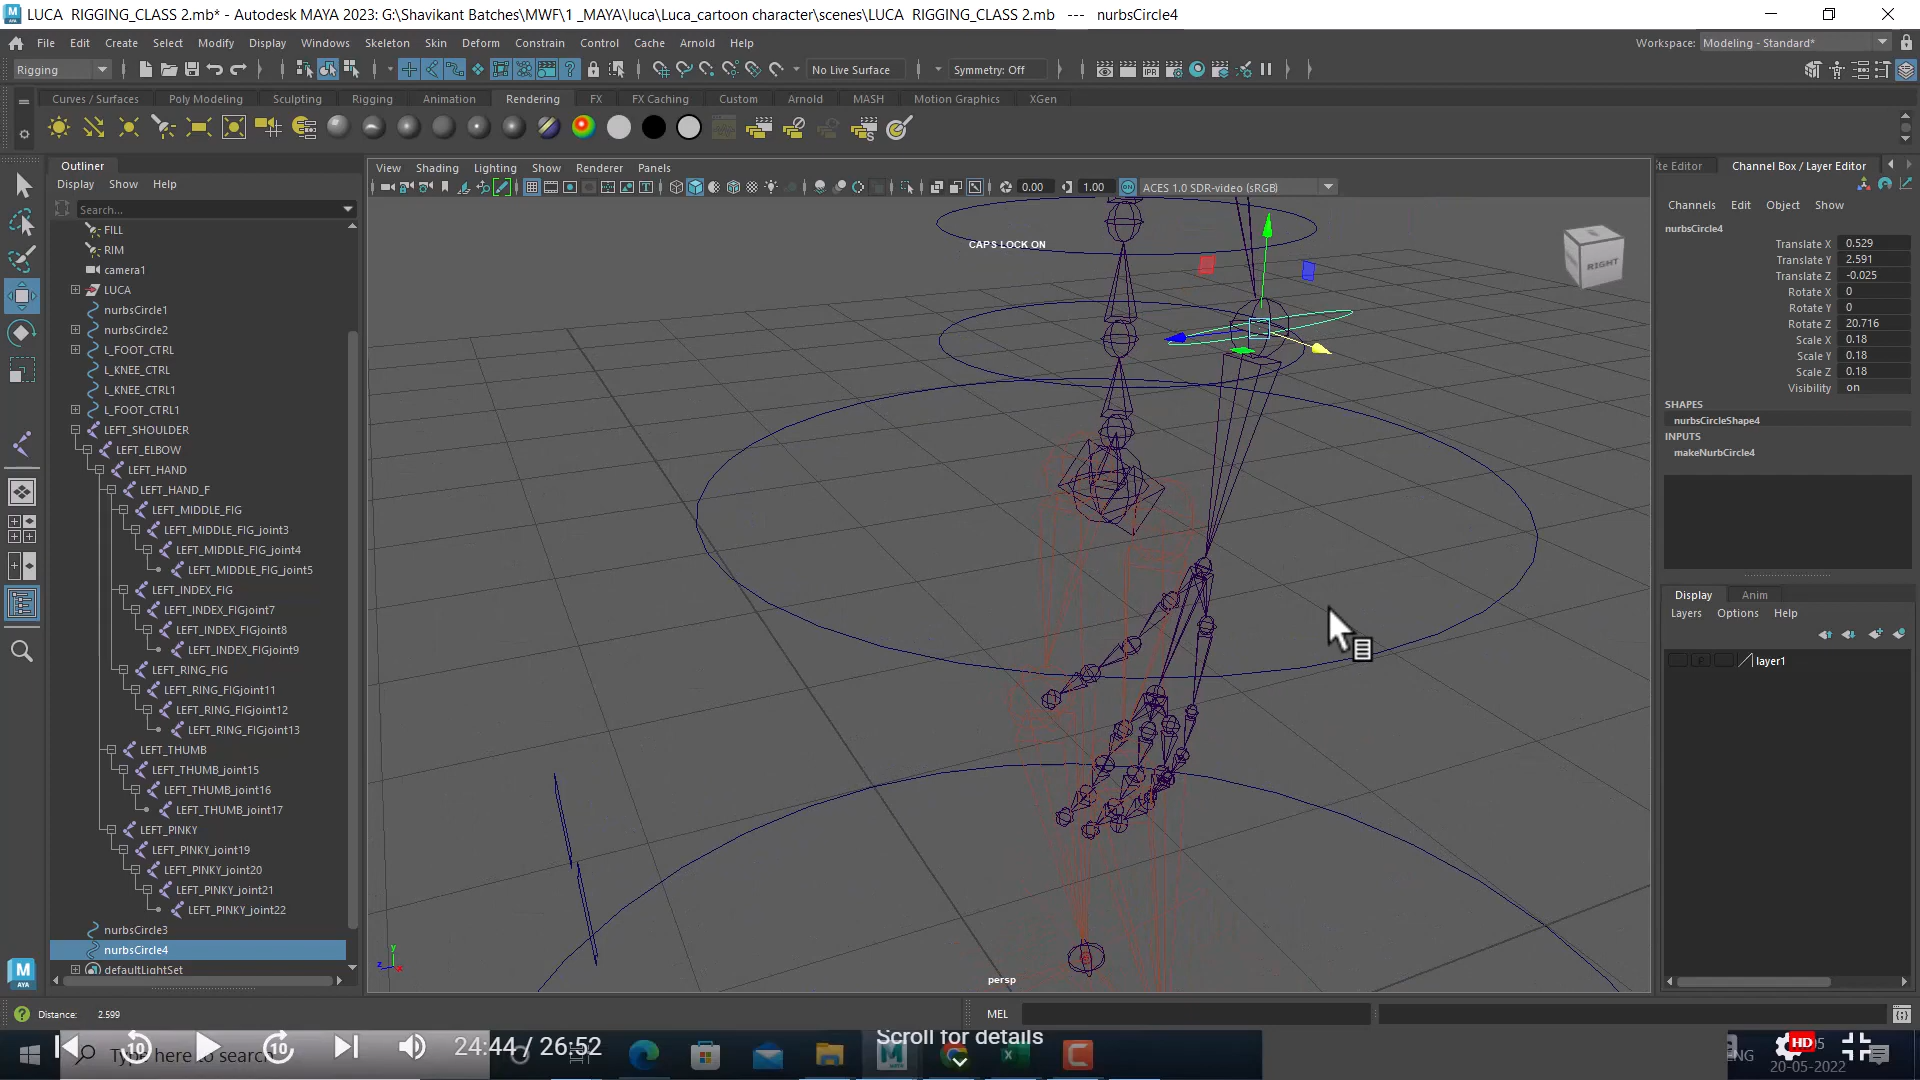 LUCA  RIGGING_CLASS 2.mb* - Autodesk MAYA 2023: G:\Shavikant Batches\MWF\1 _MAYA\luca\Luca_cartoon character\scenes\LUCA  RIGGING_CLASS 2.mb   ---   nurbsCircle4
File Edit Create Select Modify Display Windows Skeleton Skin Deform Constrain Control Cache Arnold Help
Workspace: Modeling - Standard*
Rigging
No Live Surface
Symmetry: Off
Curves / Surfaces Poly Modeling Sculpting Rigging Animation Rendering FX FX Caching Custom Arnold MASH Motion Graphics XGen
Outliner
Display Show Help
Search...
FILL
RIM
camera1
LUCA
nurbsCircle1
nurbsCircle2
L_FOOT_CTRL
L_KNEE_CTRL
L_KNEE_CTRL1
L_FOOT_CTRL1
LEFT_SHOULDER
LEFT_ELBOW
LEFT_HAND
LEFT_HAND_F
LEFT_MIDDLE_FIG
LEFT_MIDDLE_FIG_joint3
LEFT_MIDDLE_FIG_joint4
LEFT_MIDDLE_FIG_joint5
LEFT_INDEX_FIG
LEFT_INDEX_FIGjoint7
LEFT_INDEX_FIGjoint8
LEFT_INDEX_FIGjoint9
LEFT_RING_FIG
LEFT_RING_FIGjoint11
LEFT_RING_FIGjoint12
LEFT_RING_FIGjoint13
LEFT_THUMB
LEFT_THUMB_joint15
LEFT_THUMB_joint16
LEFT_THUMB_joint17
LEFT_PINKY
LEFT_PINKY_joint19
LEFT_PINKY_joint20
LEFT_PINKY_joint21
LEFT_PINKY_joint22
nurbsCircle3
nurbsCircle4
defaultLightSet
View Shading Lighting Show Renderer Panels
0.00
1.00
ACES 1.0 SDR-video (sRGB)
CAPS LOCK ON
RIGHT
persp
te Editor
Channel Box / Layer Editor
Channels Edit Object Show
nurbsCircle4
Translate X 0.529
Translate Y 2.591
Translate Z -0.025
Rotate X 0
Rotate Y 0
Rotate Z 20.716
Scale X 0.18
Scale Y 0.18
Scale Z 0.18
Visibility on
SHAPES
nurbsCircleShape4
INPUTS
makeNurbCircle4
Display Anim
Layers Options Help
P
layer1
Distance: 2.599
MEL
Type here to search
10
10
24:44 / 26:52
Scroll for details
HD
20-05-2022